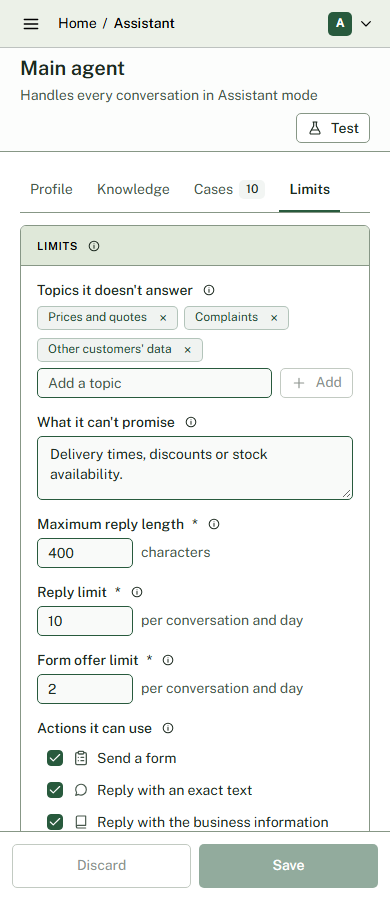 Home / Assistant
A
Main agent
Handles every conversation in Assistant mode
Test
Profile Knowledge Cases 10 Limits
LIMITS
Topics it doesn't answer
Prices and quotes × Complaints ×
Other customers' data ×
Add a topic
+ Add
What it can't promise
Delivery times, discounts or stock
availability.
Maximum reply length *
400 characters
Reply limit *
10 per conversation and day
Form offer limit *
2 per conversation and day
Actions it can use
Send a form
Reply with an exact text
Reply with the business information
Discard Save